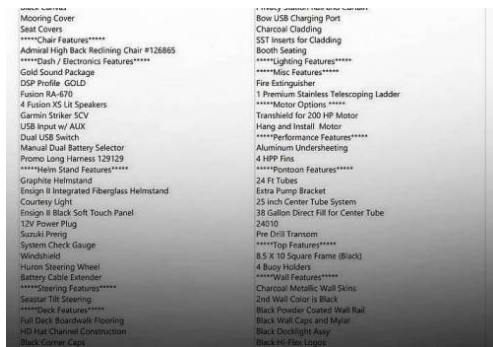 Black Canvas
Mooring Cover
Seat Covers
*****Chair Features*****
Admiral High Back Reclining Chair #126865
*****Dash / Electronics Features*****
Gold Sound Package
DSP Profile GOLD
Fusion RA-670
4 Fusion XS Lit Speakers
Garmin Striker 5CV
USB Input w/ AUX
Dual USB Switch
Manual Dual Battery Selector
Promo Long Harness 129129
*****Helm Stand Features*****
Graphite Helmstand
Ensign II Integrated Fiberglass Helmstand
Courtesy Light
Ensign II Black Soft Touch Panel
12V Power Plug
Suzuki Prerig
System Check Gauge
Windshield
Huron Steering Wheel
Battery Cable Extender
*****Steering Features*****
Seastar Tilt Steering
*****Deck Features*****
Full Deck Boardwalk Flooring
HD Hat Channel Construction
Black Corner Caps
Privacy Station and Curtain
Bow USB Charging Port
Charcoal Cladding
SST Inserts for Cladding
Booth Seating
*****Lighting Features*****
*****Misc Features*****
Fire Extinguisher
1 Premium Stainless Telescoping Ladder
*****Motor Options *****
Transhield for 200 HP Motor
Hang and Install Motor
*****Performance Features*****
Aluminum Undersheeting
4 HPP Fins
*****Pontoon Features*****
24 Ft Tubes
Extra Pump Bracket
25 inch Center Tube System
38 Gallon Direct Fill for Center Tube
24010
Pre Drill Transom
*****Top Features*****
8.5 X 10 Square Frame (Black)
4 Buoy Holders
*****Wall Features*****
Charcoal Metallic Wall Skins
2nd Wall Color is Black
Black Powder Coated Wall Rail
Black Wall Caps and Mylar
Black Docklight Assy
Black Hi-Flex Logos